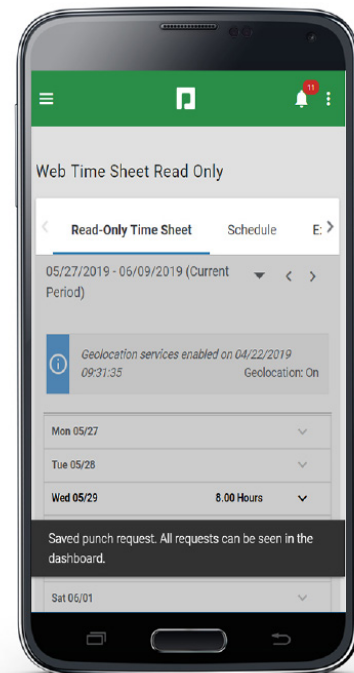 11
Web Time Sheet Read Only
Read-Only Time Sheet Schedule E:
05/27/2019 - 06/09/2019 (Current
Period)
Geolocation services enabled on 04/22/2019
09:31:35 Geolocation: On
Mon 05/27
Tue 05/28
Wed 05/29 8.00 Hours
Saved punch request. All requests can be seen in the
dashboard.
Sat 06/01